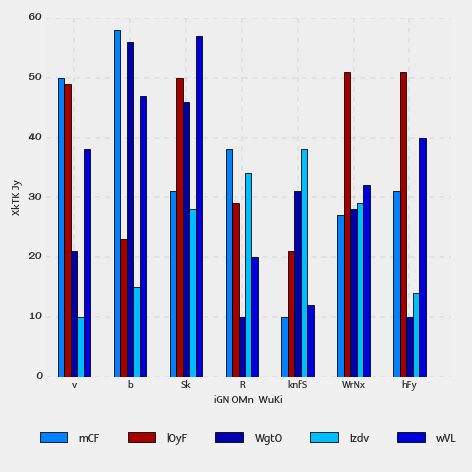 60
50
40
30
20
10
0
XkTK Jy
v b Sk R knfS WrNx hFy
iGN OMn WuKi
mCF lOyF WgtO Izdv wVL